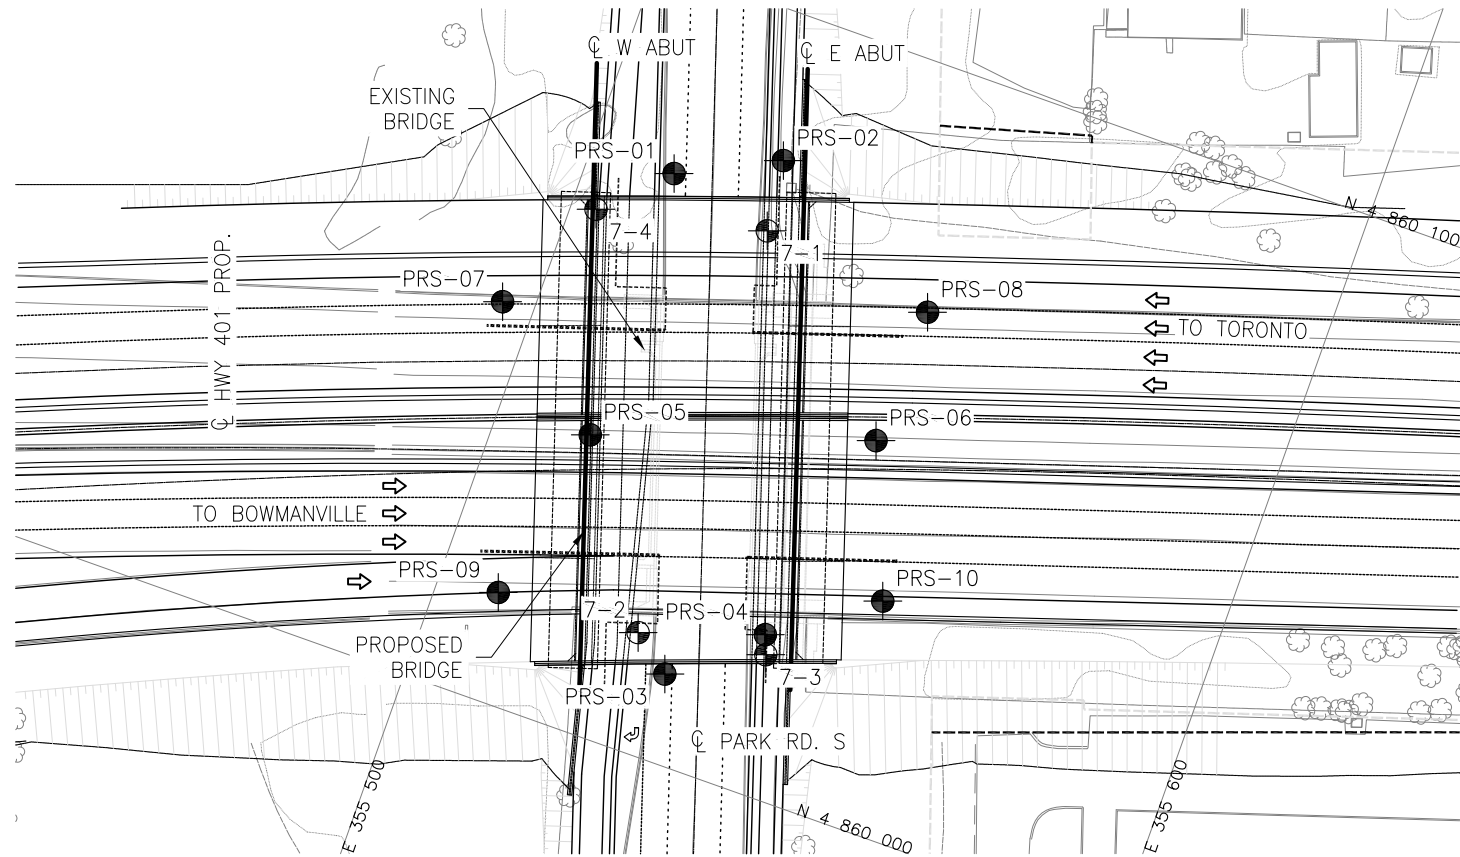 ℄ W ABUT
℄ E ABUT
EXISTING
BRIDGE
PRS-01
PRS-02
7-4
7-1
N 4 860 100
℄ HWY 401 PROP.
PRS-07
PRS-08
TO TORONTO
PRS-05
PRS-06
TO BOWMANVILLE
PRS-09
PRS-10
7-2
PRS-04
PROPOSED
BRIDGE
7-3
PRS-03
℄ PARK RD. S
E 355 500
N 4 860 000
E 355 600